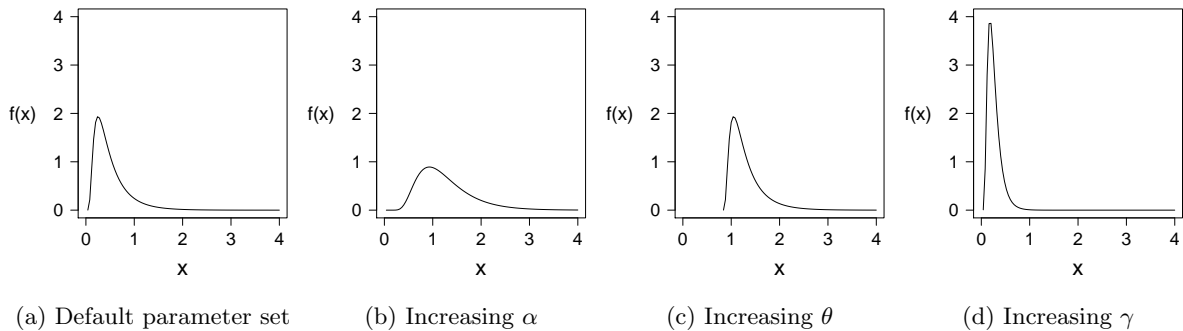 4
3
f(x) 2
1
0
0 1 2 3 4
x
(a) Default parameter set
4
3
f(x) 2
1
0
0 1 2 3 4
x
(b) Increasing α
4
3
f(x) 2
1
0
0 1 2 3 4
x
(c) Increasing θ
4
3
f(x) 2
1
0
0 1 2 3 4
x
(d) Increasing γ